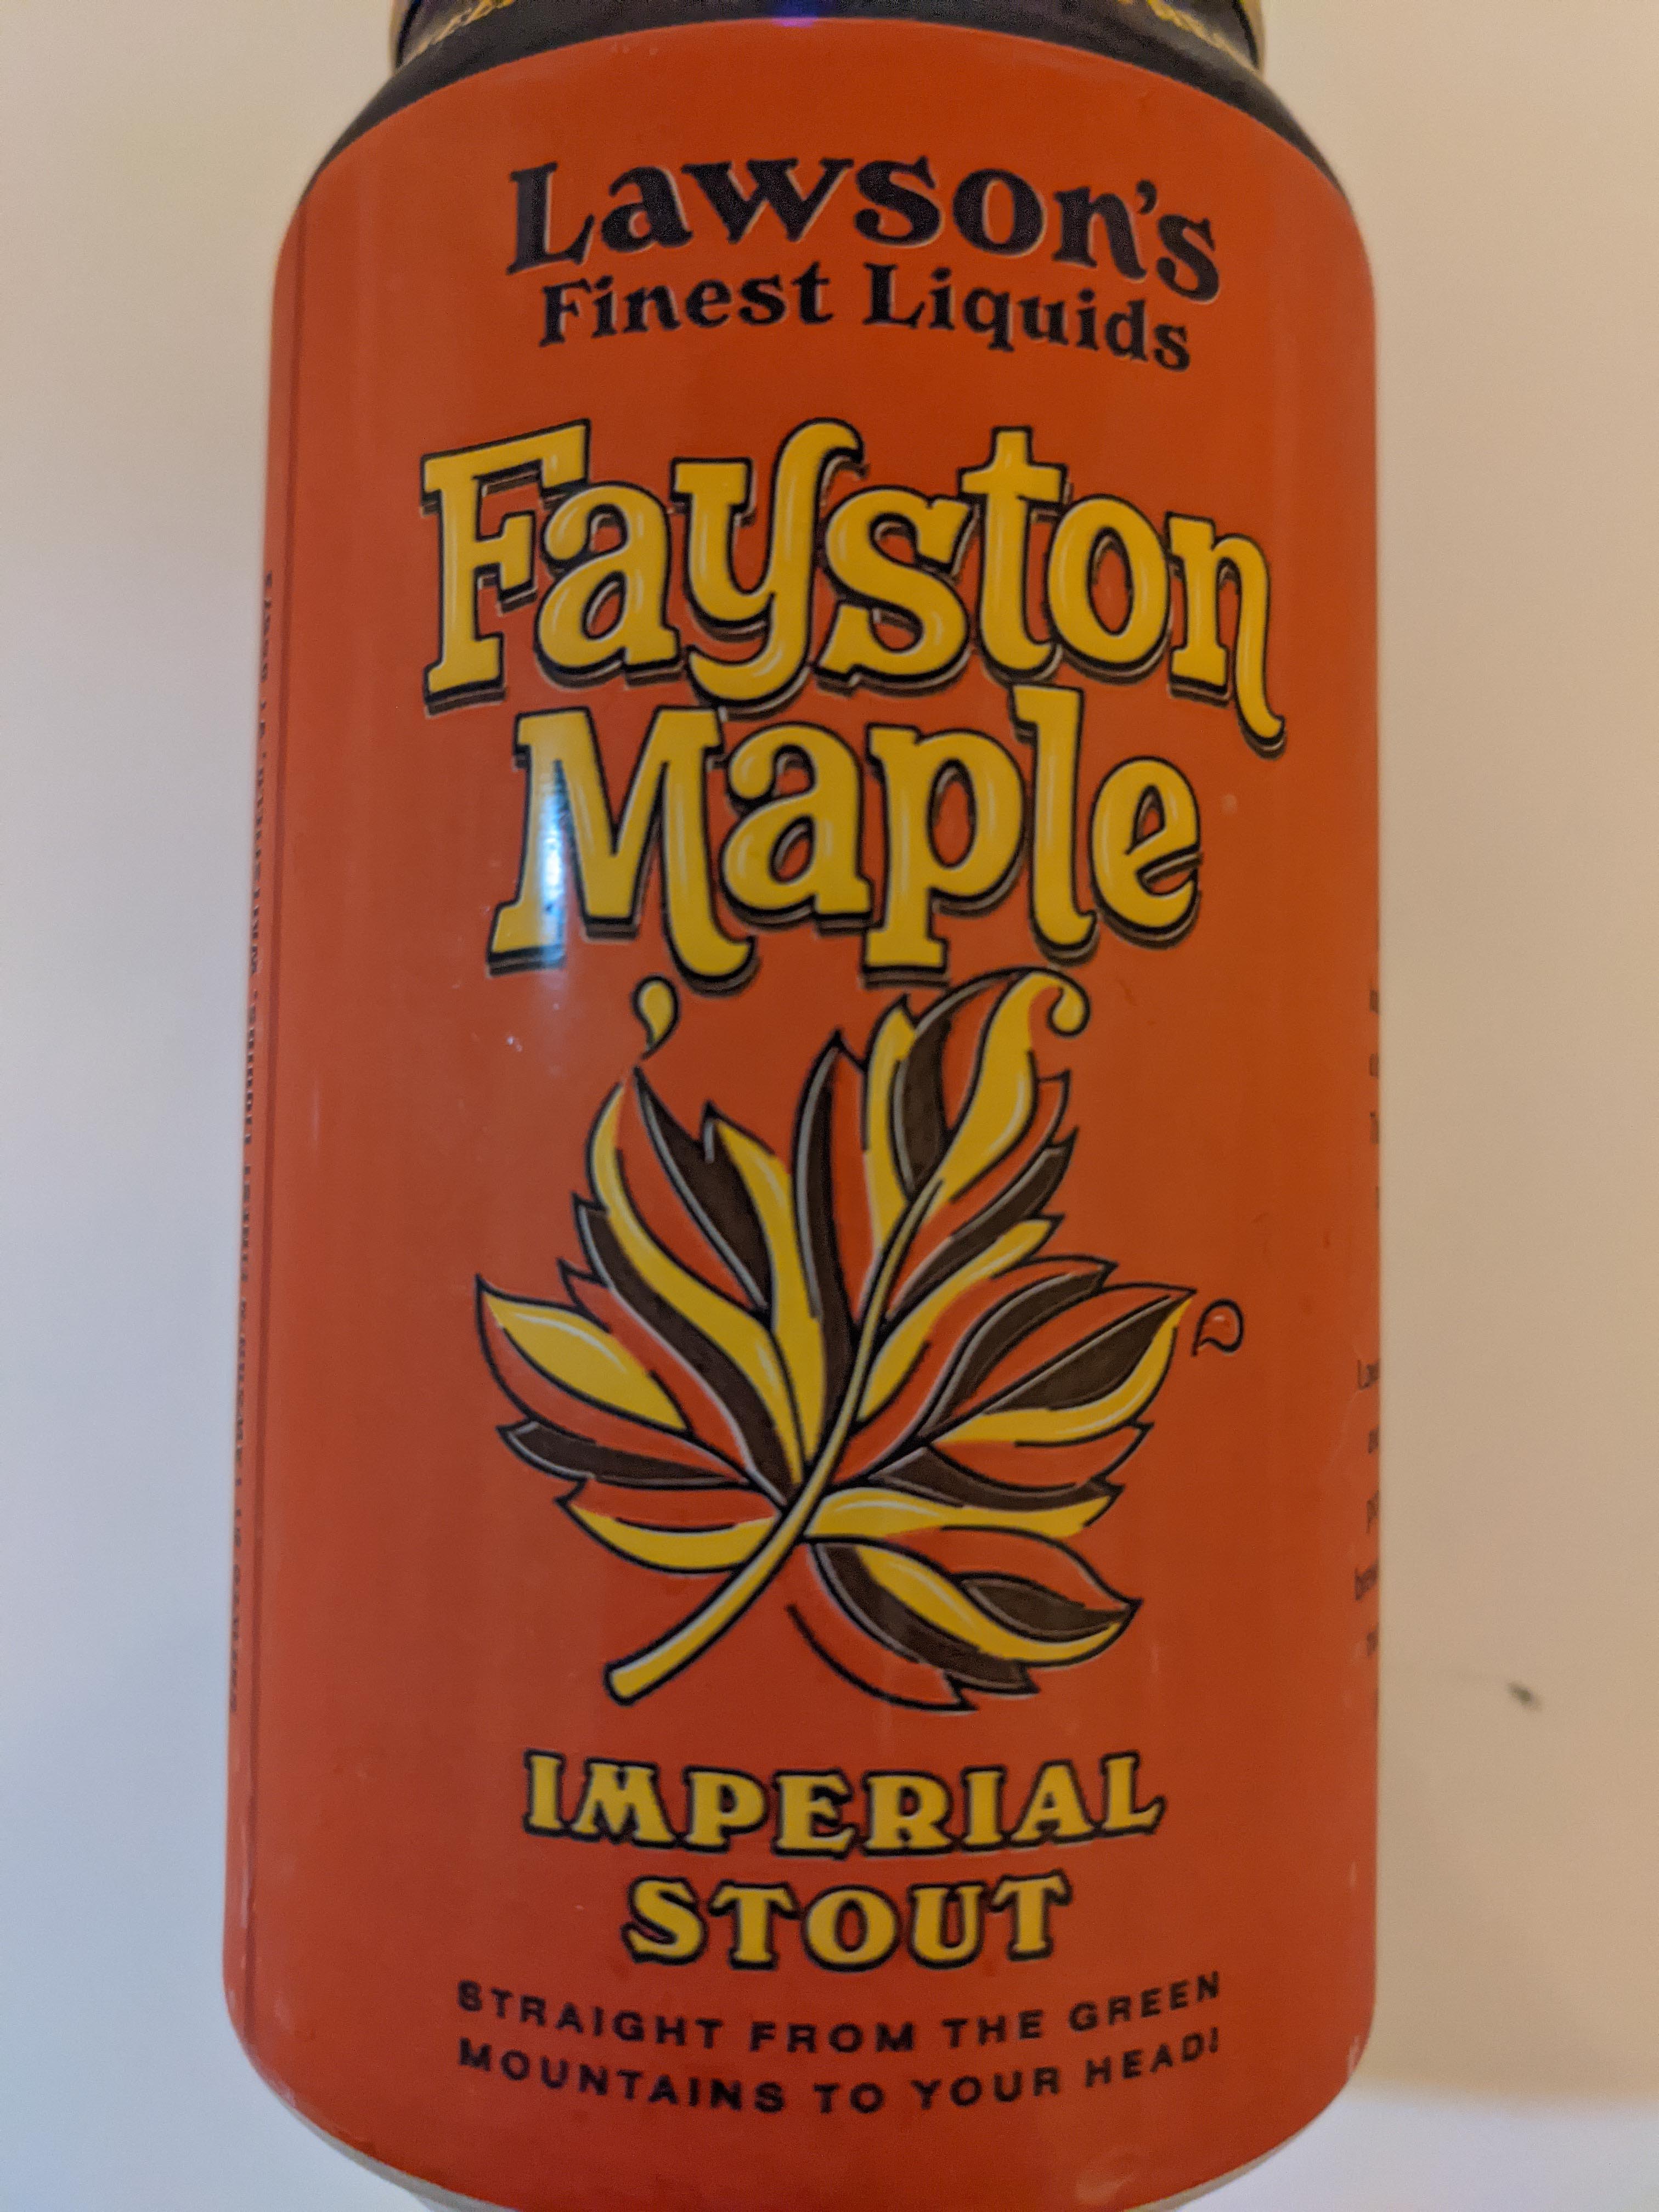 Lawson's
Finest Liquids
Fayston
Maple
IMPERIAL
STOUT
STRAIGHT FROM THE GREEN
MOUNTAINS TO YOUR HEAD!